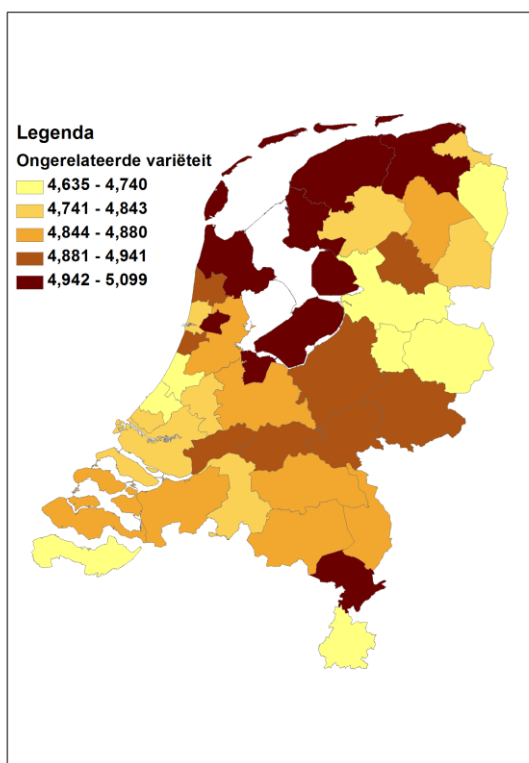 Legenda
Ongerelateerde variëteit
4,635 - 4,740
4,741 - 4,843
4,844 - 4,880
4,881 - 4,941
4,942 - 5,099